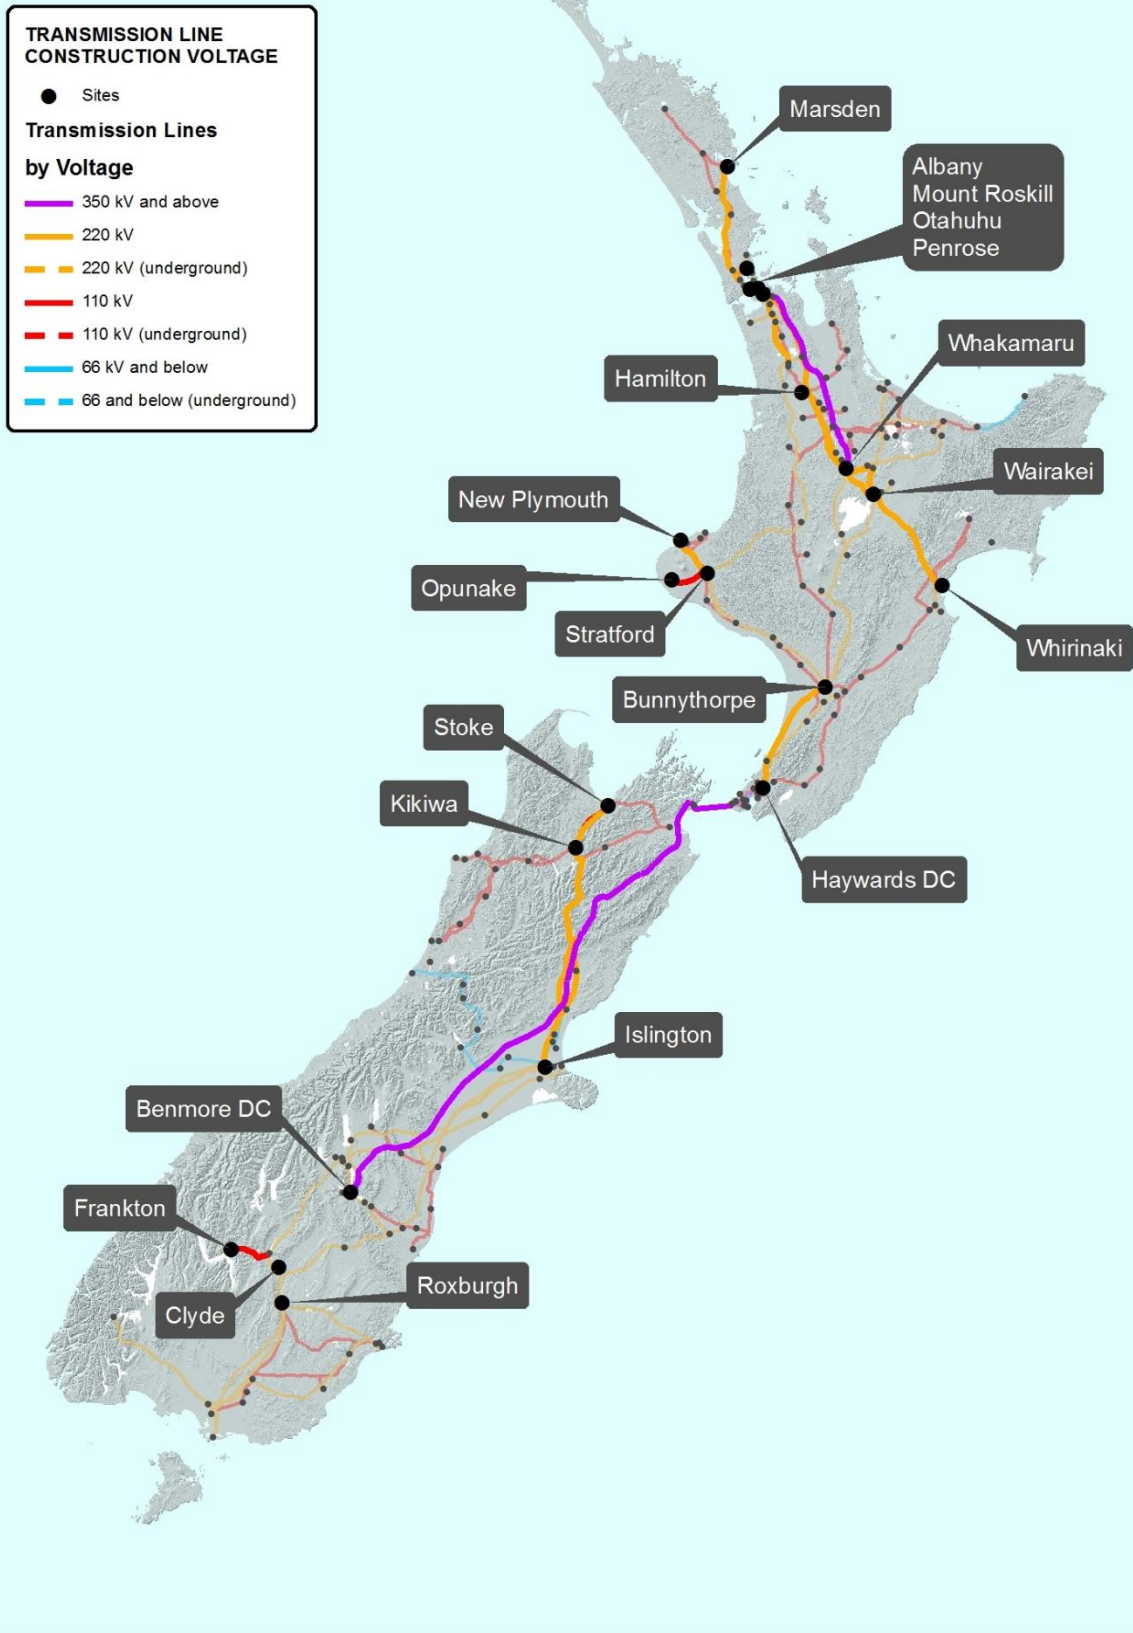 TRANSMISSION LINE
CONSTRUCTION VOLTAGE
Sites
Transmission Lines
by Voltage
350 kV and above
220 kV
220 kV (underground)
110 kV
110 kV (underground)
66 kV and below
66 and below (underground)
Marsden
Albany
Mount Roskill
Otahuhu
Penrose
Whakamaru
Hamilton
Wairakei
New Plymouth
Opunake
Stratford
Whirinaki
Bunnythorpe
Stoke
Kikiwa
Haywards DC
Islington
Benmore DC
Frankton
Roxburgh
Clyde